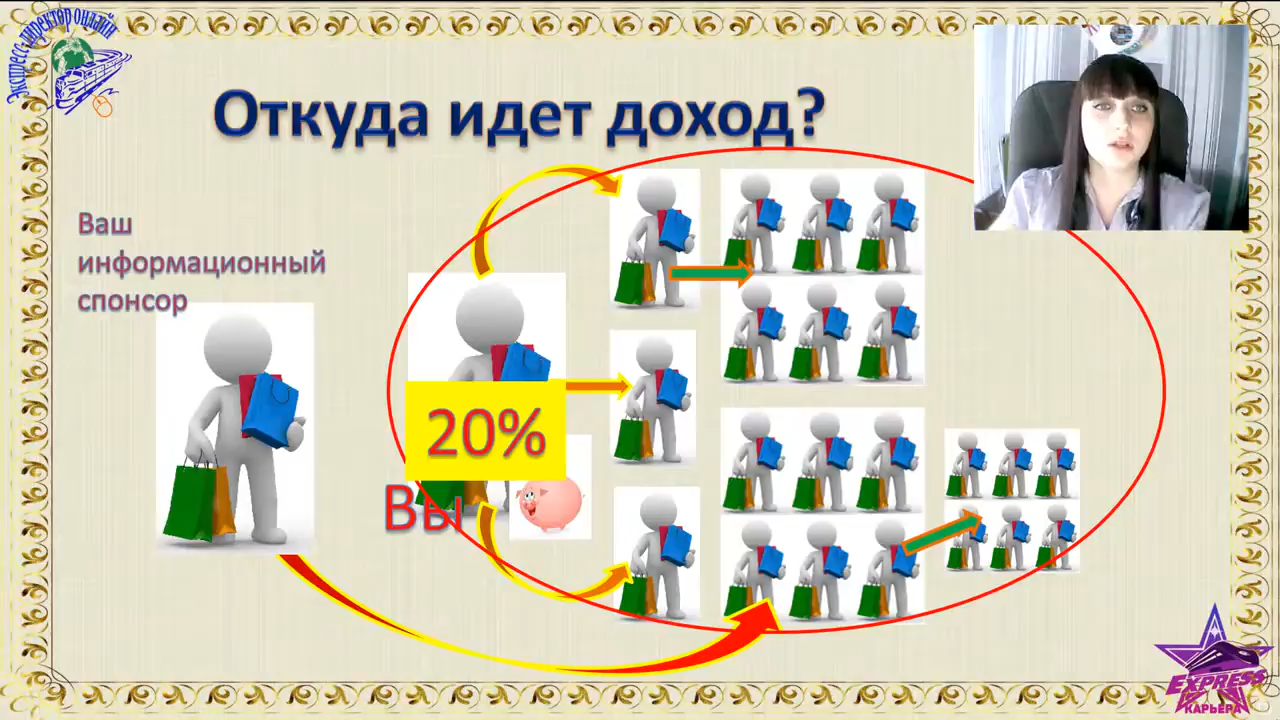 Экспресс-директор онлайн
Откуда идет доход?
Ваш
информационный
спонсор
20%
Вы
EXPRESS
КАРЬЕРА